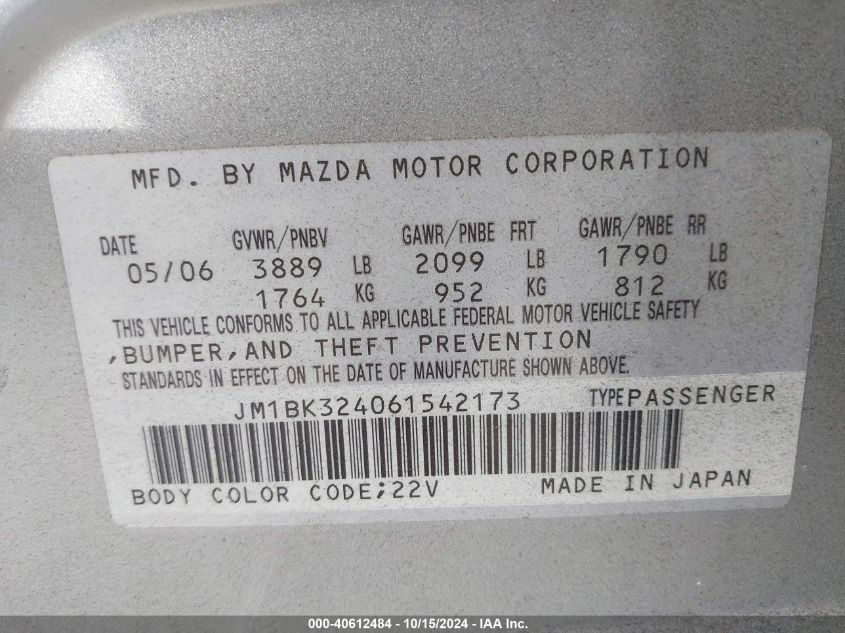 MFD. BY MAZDA MOTOR CORPORATION
DATE GVWR/PNBV GAWR/PNBE FRT GAWR/PNBE RR
05/06 3889 LB 2099 LB 1790 LB
1764 KG 952 KG 812 KG
THIS VEHICLE CONFORMS TO ALL APPLICABLE FEDERAL MOTOR VEHICLE SAFETY
,BUMPER,AND THEFT PREVENTION
STANDARDS IN EFFECT ON THE DATE OF MANUFACTURE SHOWN ABOVE.
JM1BK324061542173 TYPE PASSENGER
BODY COLOR CODE;22V MADE IN JAPAN
000-40612484 - 10/15/2024 - IAA Inc.